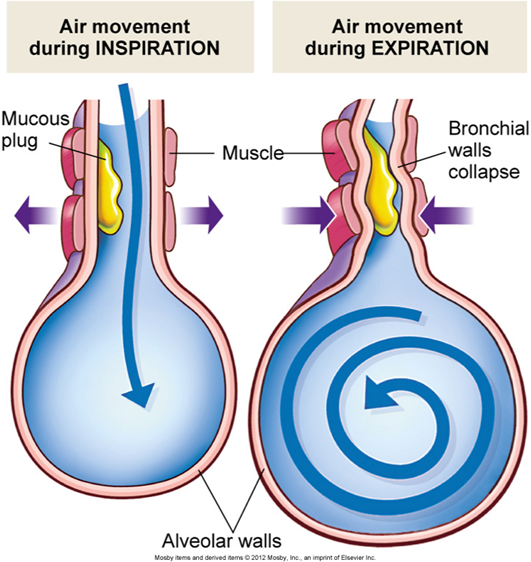 Air movement
during INSPIRATION
Air movement
during EXPIRATION
Mucous
plug
Muscle
Bronchial
walls
collapse
Alveolar walls
Mosby items and derived items © 2012 Mosby, Inc., an imprint of Elsevier Inc.